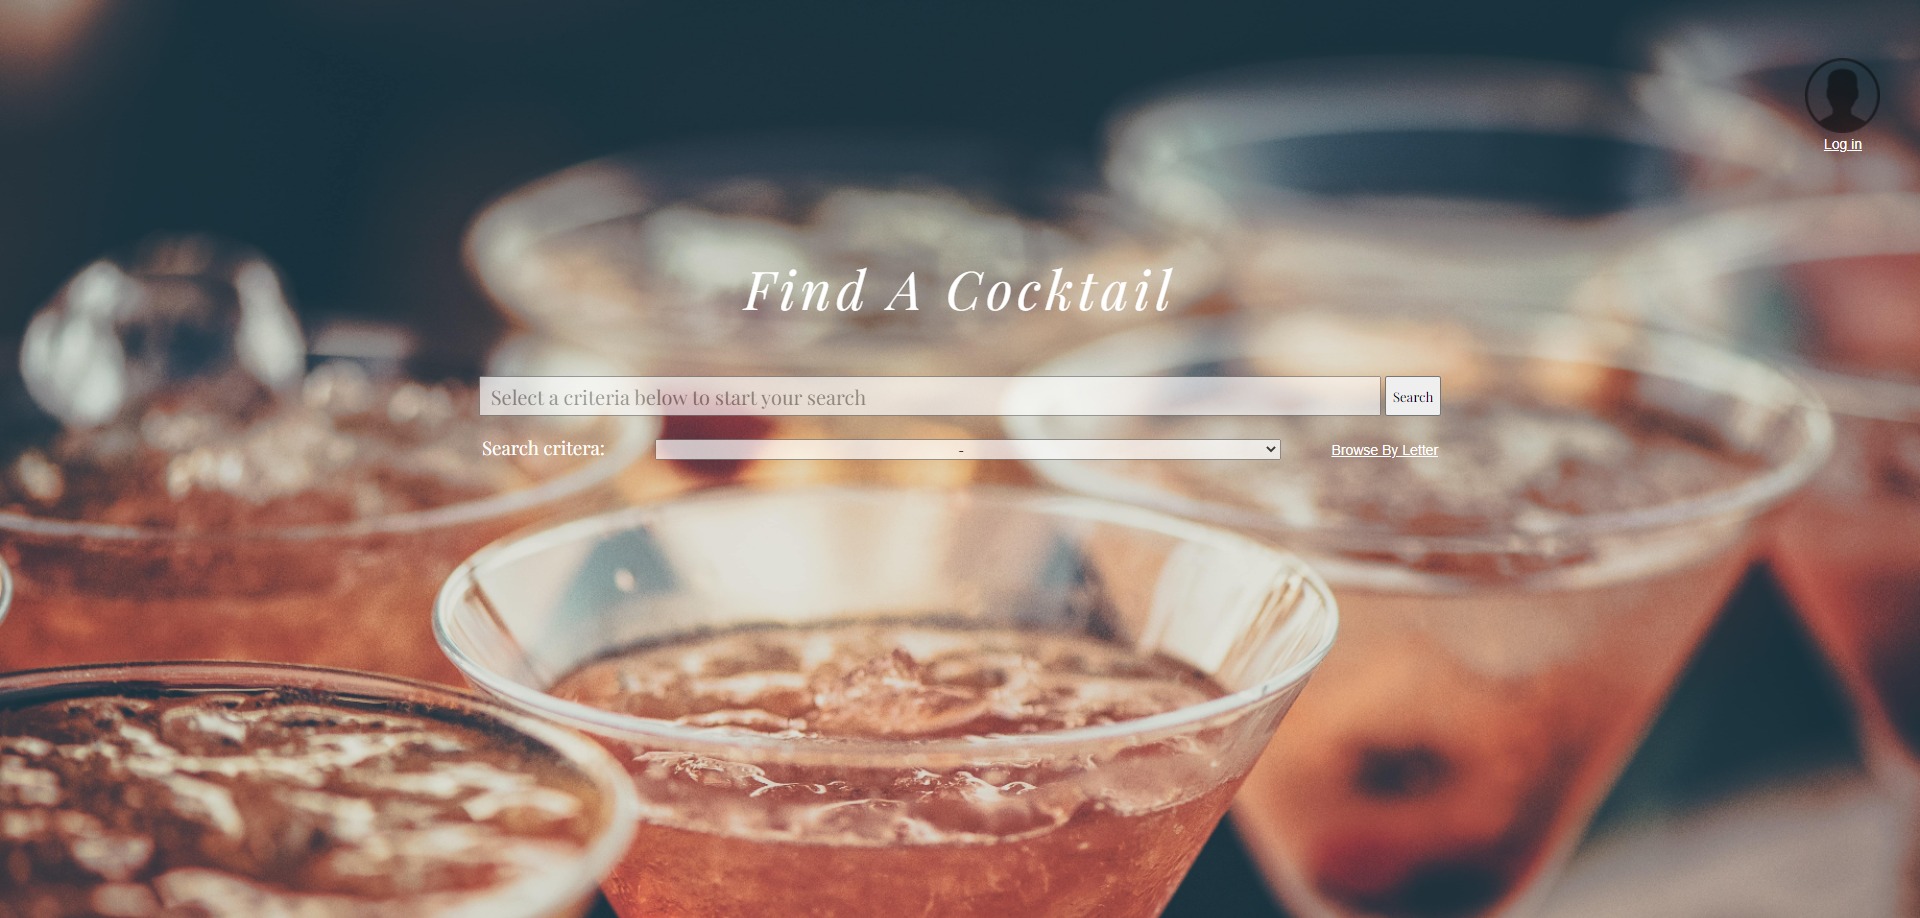 Log in
Find A Cocktail
Select a criteria below to start your search
Search
Search critera:
-
Browse By Letter